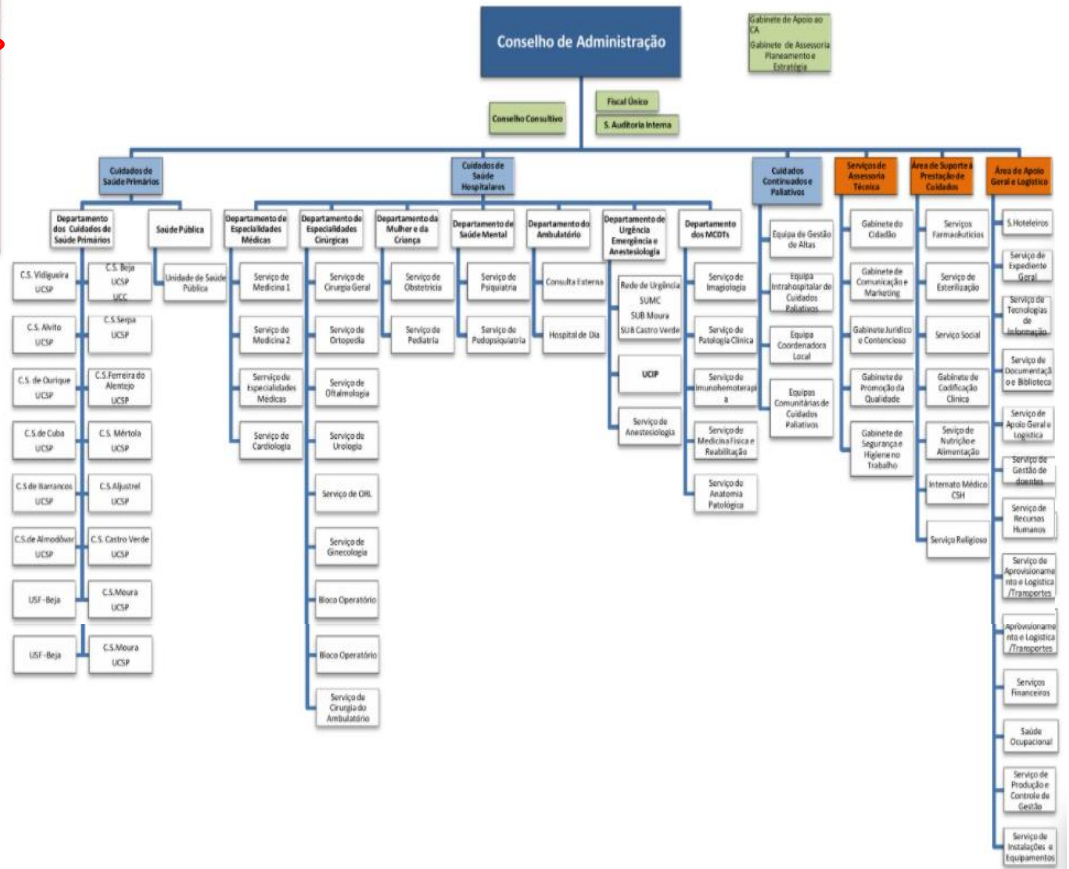 Conselho de Administração
Gabinete de Apoio ao
CA
Gabinete de Assessoria
Planeamento e
Estratégia
Conselho Consultivo
Fiscal Único
S. Auditoria Interna
Cuidados de
Saúde Primários
Cuidados de
Saúde
Hospitalares
Cuidados
Continuados e
Paliativos
Serviços de
Assessoria
Técnica
Área de Suporte à
Prestação de
Cuidados
Área de Apoio
Geral e Logístico
Departamento
dos Cuidados de
Saúde Primários
Saúde Pública
Departamento de
Especialidades
Médicas
Departamento de
Especialidades
Cirúrgicas
Departamento da
Mulher e da
Criança
Departamento de
Saúde Mental
Departamento do
Ambulatório
Departamento de
Urgência
Emergência e
Anestesiologia
Departamento
dos MCDTs
C.S. Vidigueira
UCSP
C.S. Alvito
UCSP
C.S. de Ourique
UCSP
C.S.de Cuba
UCSP
C.S de Barrancos
UCSP
C.S.de Almodôvar
UCSP
USF -Beja
USF -Beja
C.S. Beja
UCSP
UCC
C.S.Serpa
UCSP
C.S.Ferreira do
Alentejo
UCSP
C.S. Mértola
UCSP
C.S.Aljustrel
UCSP
C.S. Castro Verde
UCSP
C.S.Moura
UCSP
C.S.Moura
UCSP
Unidade de Saúde
Pública
Serviço de
Medicina 1
Serviço de
Medicina 2
Serrviço de
Especialidades
Médicas
Serviço de
Cardiologia
Serviço de
Cirurgia Geral
Serviço de
Ortopedia
Serviço de
Oftalmologia
Serviço de
Urologia
Serviço de ORL
Serviço de
Ginecologia
Bloco Operatório
Bloco Operatório
Serviço de
Cirurgia do
Ambulatório
Serviço de
Obstetrícia
Serviço de
Pediatria
Serviço de
Psiquiatria
Serviço de
Pedopsiquiatria
Consulta Externa
Hospital de Dia
Rede de Urgência
SUMC
SUB Moura
SUB Castro Verde
UCIP
Serviço de
Anestesiologia
Serviço de
Imagiologia
Serviço de
Patologia Clínica
Serviço de
Imunohemoterapi
a
Serviço de
Medicina Física e
Reabilitação
Serviço de
Anatomia
Patológica
Equipa de Gestão
de Altas
Equipa
Intrahospitalar de
Cuidados
Paliativos
Equipa
Coordenadora
Local
Equipas
Comunitárias de
Cuidados
Paliativos
Gabinete do
Cidadão
Gabinete de
Comunicação e
Marketing
Gabinete Jurídico
e Contencioso
Gabinete de
Promoção da
Qualidade
Gabinete de
Segurança e
Higiene no
Trabalho
Serviços
Farmacêuticios
Serviço de
Esterilização
Serviço Social
Gabinete de
Codificação
Clínica
Seviço de
Nutrição e
Alimentação
Internato Médico
CSH
Serviço Religioso
S.Hoteleiros
Serviço de
Expediente
Geral
Serviço de
Tecnologias
de
Informação
Serviço de
Documentaçã
o e Biblioteca
Serviço de
Apoio Geral e
Logística
Serviço de
Gestão de
doentes
Serviço de
Recursos
Humanos
Serviço de
Aprovisioname
nto e Logística
/Transportes
Aprovisioname
nto e Logística
/Transportes
Serviços
Financeiros
Saúde
Ocupacional
Serviço de
Produção e
Controle de
Gestão
Serviço de
Instalações e
Equipamentos